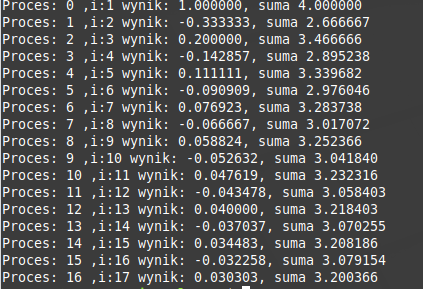 Proces: 0 ,i:1 wynik: 1.000000, suma 4.000000
Proces: 1 ,i:2 wynik: -0.333333, suma 2.666667
Proces: 2 ,i:3 wynik: 0.200000, suma 3.466666
Proces: 3 ,i:4 wynik: -0.142857, suma 2.895238
Proces: 4 ,i:5 wynik: 0.111111, suma 3.339682
Proces: 5 ,i:6 wynik: -0.090909, suma 2.976046
Proces: 6 ,i:7 wynik: 0.076923, suma 3.283738
Proces: 7 ,i:8 wynik: -0.066667, suma 3.017072
Proces: 8 ,i:9 wynik: 0.058824, suma 3.252366
Proces: 9 ,i:10 wynik: -0.052632, suma 3.041840
Proces: 10 ,i:11 wynik: 0.047619, suma 3.232316
Proces: 11 ,i:12 wynik: -0.043478, suma 3.058403
Proces: 12 ,i:13 wynik: 0.040000, suma 3.218403
Proces: 13 ,i:14 wynik: -0.037037, suma 3.070255
Proces: 14 ,i:15 wynik: 0.034483, suma 3.208186
Proces: 15 ,i:16 wynik: -0.032258, suma 3.079154
Proces: 16 ,i:17 wynik: 0.030303, suma 3.200366